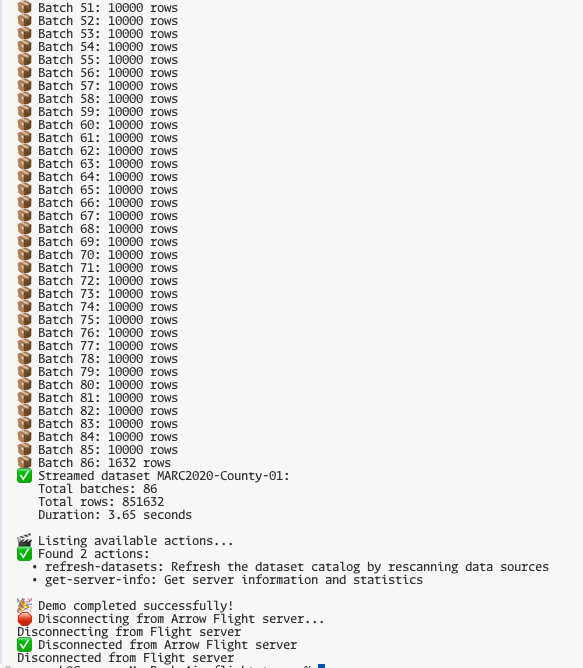 📦 Batch 51: 10000 rows
📦 Batch 52: 10000 rows
📦 Batch 53: 10000 rows
📦 Batch 54: 10000 rows
📦 Batch 55: 10000 rows
📦 Batch 56: 10000 rows
📦 Batch 57: 10000 rows
📦 Batch 58: 10000 rows
📦 Batch 59: 10000 rows
📦 Batch 60: 10000 rows
📦 Batch 61: 10000 rows
📦 Batch 62: 10000 rows
📦 Batch 63: 10000 rows
📦 Batch 64: 10000 rows
📦 Batch 65: 10000 rows
📦 Batch 66: 10000 rows
📦 Batch 67: 10000 rows
📦 Batch 68: 10000 rows
📦 Batch 69: 10000 rows
📦 Batch 70: 10000 rows
📦 Batch 71: 10000 rows
📦 Batch 72: 10000 rows
📦 Batch 73: 10000 rows
📦 Batch 74: 10000 rows
📦 Batch 75: 10000 rows
📦 Batch 76: 10000 rows
📦 Batch 77: 10000 rows
📦 Batch 78: 10000 rows
📦 Batch 79: 10000 rows
📦 Batch 80: 10000 rows
📦 Batch 81: 10000 rows
📦 Batch 82: 10000 rows
📦 Batch 83: 10000 rows
📦 Batch 84: 10000 rows
📦 Batch 85: 10000 rows
📦 Batch 86: 1632 rows
✅ Streamed dataset MARC2020-County-01:
Total batches: 86
Total rows: 851632
Duration: 3.65 seconds
🎬 Listing available actions...
✅ Found 2 actions:
• refresh-datasets: Refresh the dataset catalog by rescanning data sources
• get-server-info: Get server information and statistics
🎉 Demo completed successfully!
🛑 Disconnecting from Arrow Flight server...
Disconnecting from Flight server
✅ Disconnected from Arrow Flight server
Disconnected from Flight server